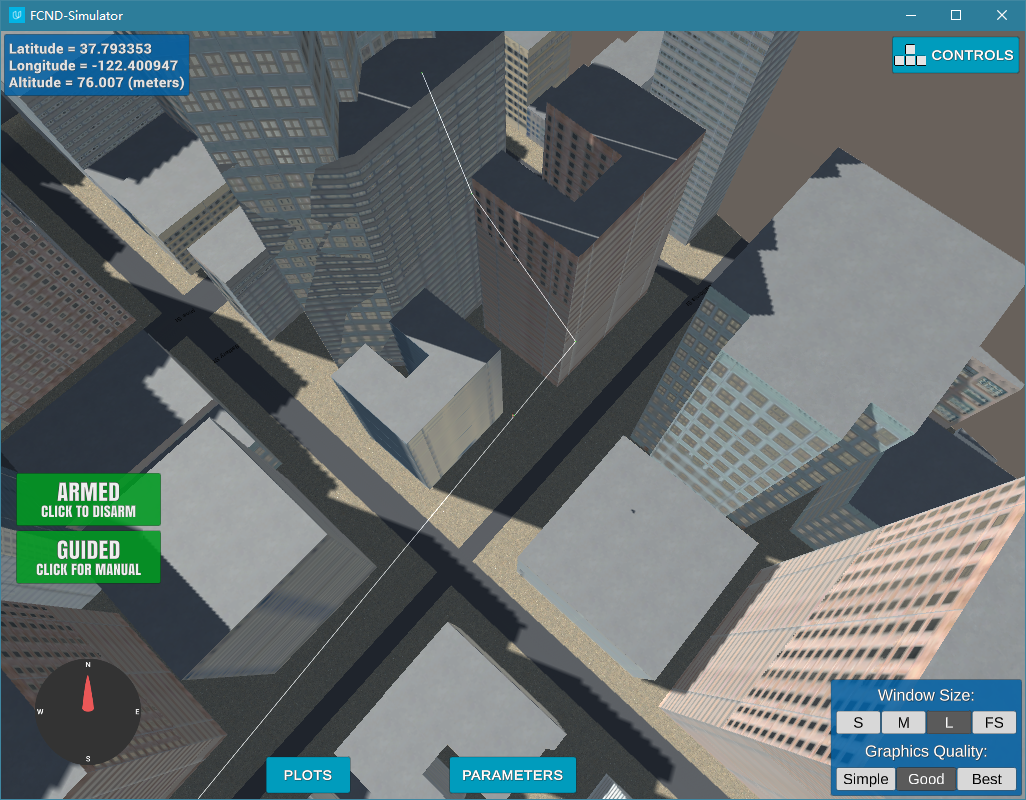 FCND-Simulator
Latitude = 37.793353
Longitude = -122.400947
Altitude = 76.007 (meters)
CONTROLS
ARMED
CLICK TO DISARM
GUIDED
CLICK FOR MANUAL
N
W
E
S
PLOTS
PARAMETERS
Window Size:
S M L FS
Graphics Quality:
Simple Good Best